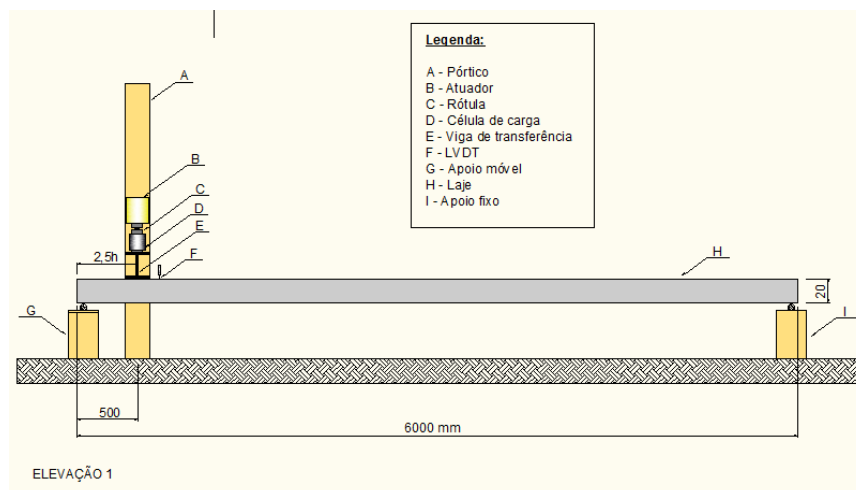 Legenda:
A - Pórtico
B - Atuador
C - Rótula
D - Célula de carga
E - Viga de transferência
F - LVDT
G - Apoio móvel
H - Laje
I - Apoio fixo
A
B
C
D
E
2,5h
F
H
G
20
I
500
6000 mm
ELEVAÇÃO 1